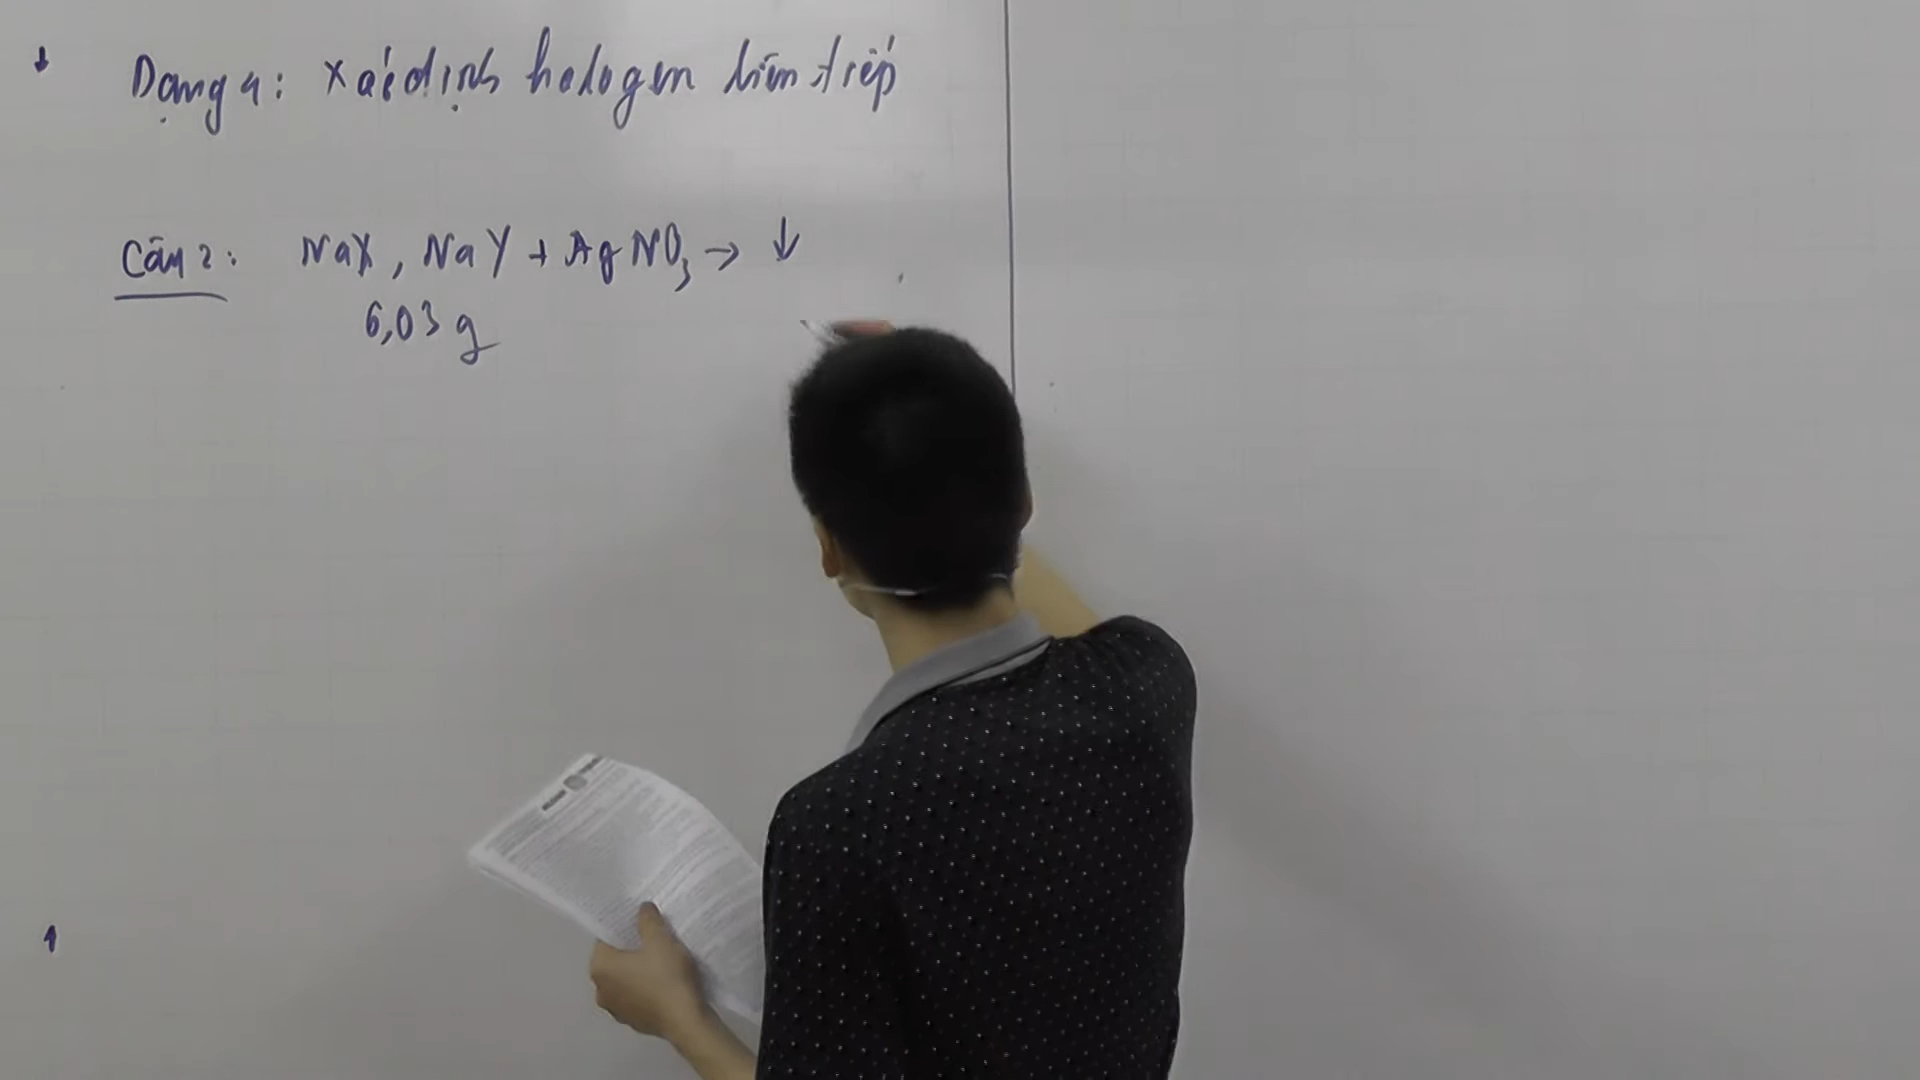 Dạng 4: xác định halogen liên tiếp
Câu 2: NaX, NaY + AgNO₃ → ↓
6,03 g